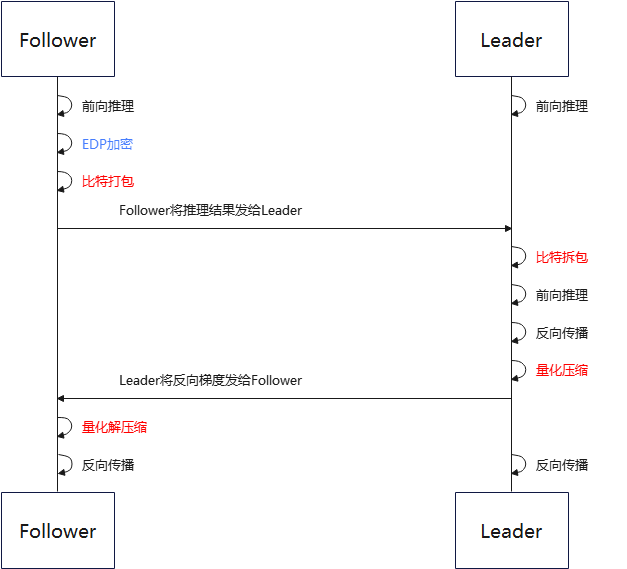 Follower
Leader
前向推理
前向推理
EDP加密
比特打包
Follower将推理结果发给Leader
比特拆包
前向推理
反向传播
量化压缩
Leader将反向梯度发给Follower
量化解压缩
反向传播
反向传播
Follower
Leader